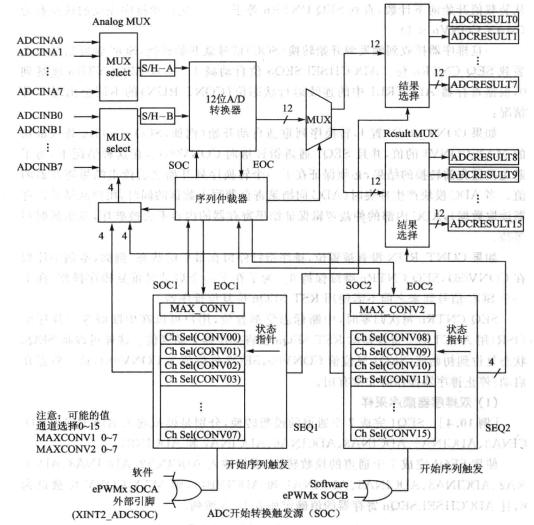 Analog MUX
ADCINA0
ADCINA1
ADCINA7
MUX
select
S/H-A
ADCINB0
ADCINB1
ADCINB7
MUX
select
S/H-B
12位A/D
转换器
12
MUX
12
结果
选择
ADCRESULT0
ADCRESULT1
ADCRESULT7
Result MUX
12
结果
选择
ADCRESULT8
ADCRESULT9
ADCRESULT15
SOC
EOC
序列仲裁器
4
4
4
SOC1
EOC1
MAX_CONV1
Ch Sel(CONV00)
Ch Sel(CONV01)
Ch Sel(CONV02)
Ch Sel(CONV03)
Ch Sel(CONV07)
状态
指针
SEQ1
SOC2
EOC2
MAX_CONV2
Ch Sel(CONV08)
Ch Sel(CONV09)
Ch Sel(CONV10)
Ch Sel(CONV11)
Ch Sel(CONV15)
状态
指针
4
SEQ2
注意：可能的值
通道选择0~15
MAXCONV1 0~7
MAXCONV2 0~7
软件
ePWMx SOCA
外部引脚
(XINT2_ADCSOC)
开始序列触发
Software
ePWMx SOCB
开始序列触发
ADC开始转换触发源（SOC）